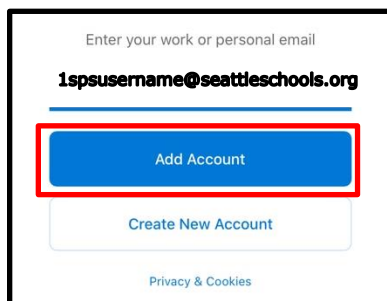 Enter your work or personal email
1spsusername@seattleschools.org
Add Account
Create New Account
Privacy & Cookies